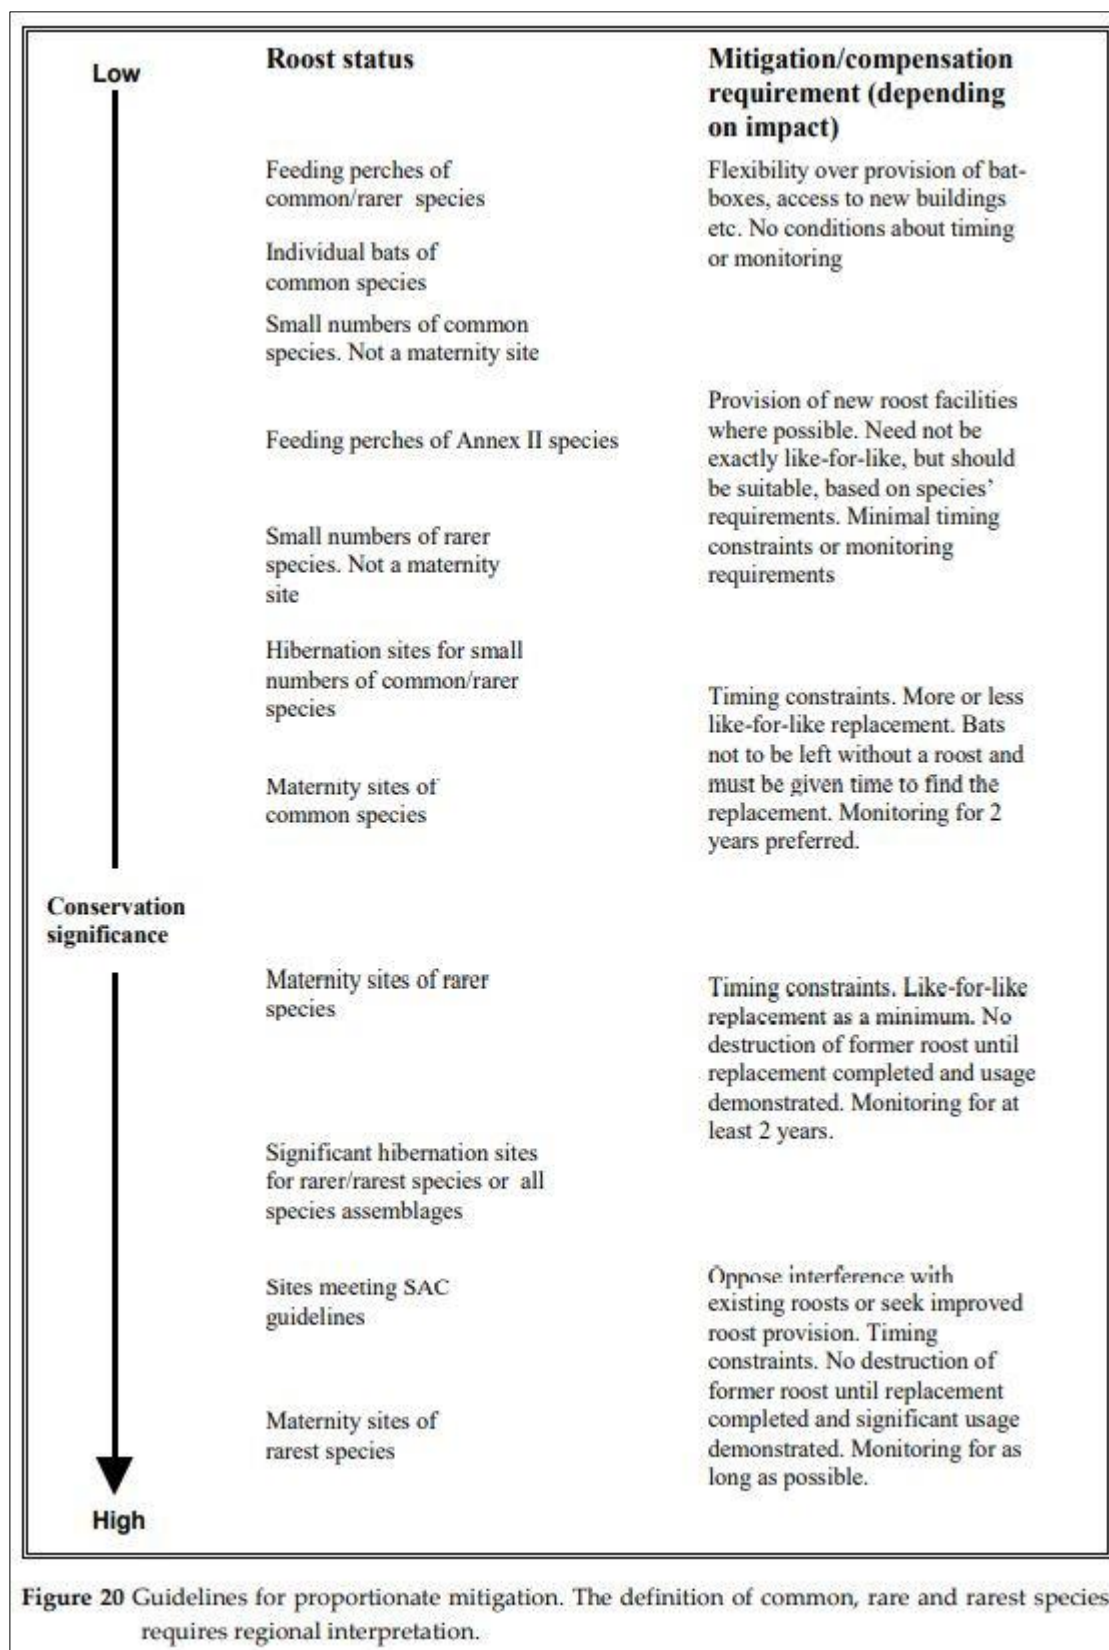 Low
Roost status
Mitigation/compensation
requirement (depending
on impact)
Feeding perches of
common/rarer species
Individual bats of
common species
Small numbers of common
species. Not a maternity site
Flexibility over provision of bat-
boxes, access to new buildings
etc. No conditions about timing
or monitoring
Feeding perches of Annex II species
Small numbers of rarer
species. Not a maternity
site
Provision of new roost facilities
where possible. Need not be
exactly like-for-like, but should
be suitable, based on species’
requirements. Minimal timing
constraints or monitoring
requirements
Hibernation sites for small
numbers of common/rarer
species
Maternity sites of
common species
Timing constraints. More or less
like-for-like replacement. Bats
not to be left without a roost and
must be given time to find the
replacement. Monitoring for 2
years preferred.
Conservation
significance
Maternity sites of rarer
species
Timing constraints. Like-for-like
replacement as a minimum. No
destruction of former roost until
replacement completed and usage
demonstrated. Monitoring for at
least 2 years.
Significant hibernation sites
for rarer/rarest species or all
species assemblages
Sites meeting SAC
guidelines
Maternity sites of
rarest species
Oppose interference with
existing roosts or seek improved
roost provision. Timing
constraints. No destruction of
former roost until replacement
completed and significant usage
demonstrated. Monitoring for as
long as possible.
High
Figure 20 Guidelines for proportionate mitigation. The definition of common, rare and rarest species
requires regional interpretation.